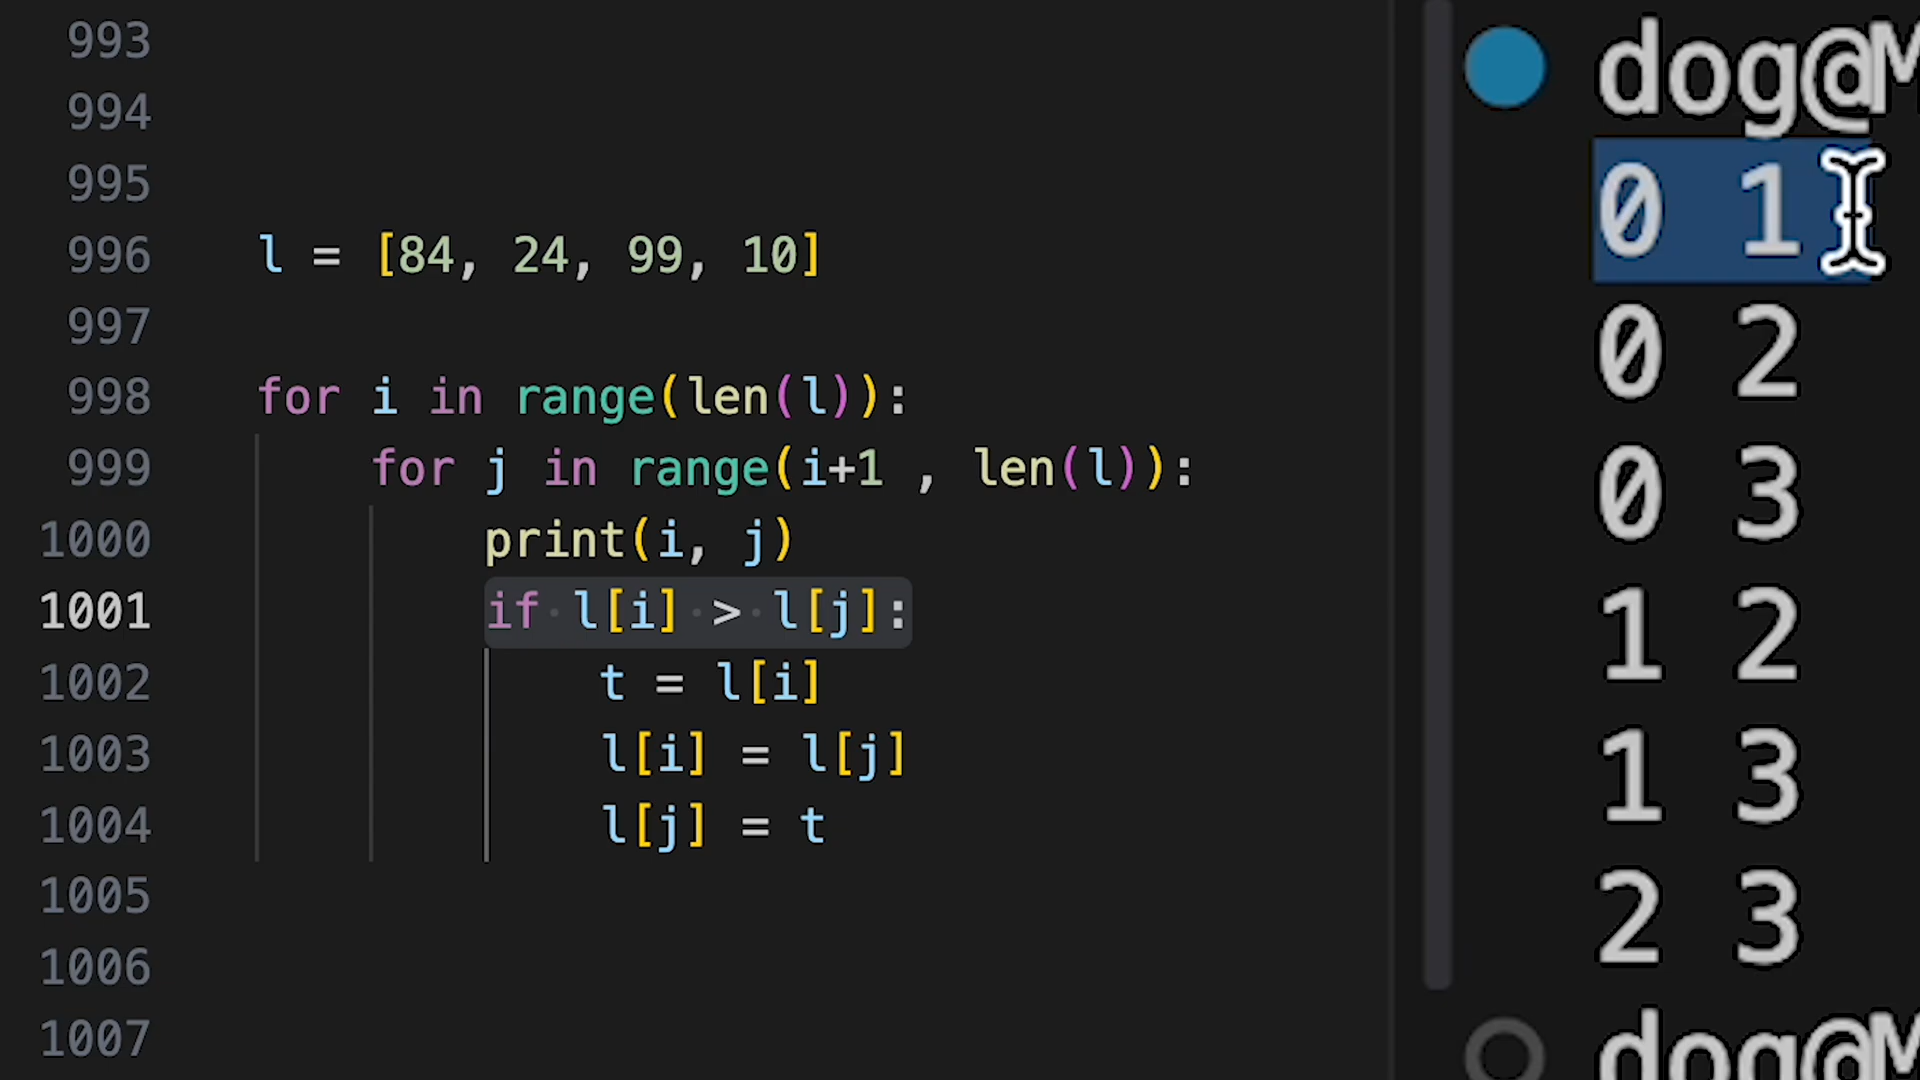 993
994
995
996 l = [84, 24, 99, 10]
997
998 for i in range(len(l)):
999 for j in range(i+1 , len(l)):
1000 print(i, j)
1001 if l[i] > l[j]:
1002 t = l[i]
1003 l[i] = l[j]
1004 l[j] = t
1005
1006
1007
dog@M
0 1
0 2
0 3
1 2
1 3
2 3
dog@M